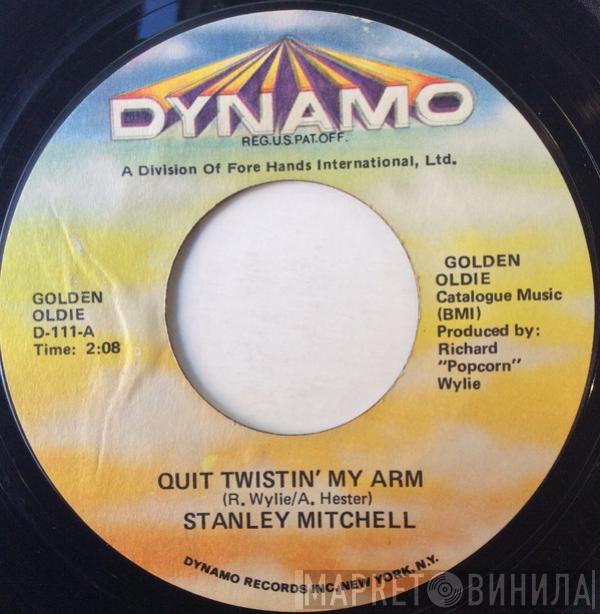 DYNAMO
REG.U.S.PAT.OFF.
A Division Of Fore Hands International, Ltd.
GOLDEN
OLDIE
D-111-A
Time: 2:08
GOLDEN
OLDIE
Catalogue Music
(BMI)
Produced by:
Richard
"Popcorn"
Wylie
QUIT TWISTIN' MY ARM
(R. Wylie/A. Hester)
STANLEY MITCHELL
DYNAMO RECORDS INC. NEW YORK, N.Y.
МАРКЕТ ВИНИЛА